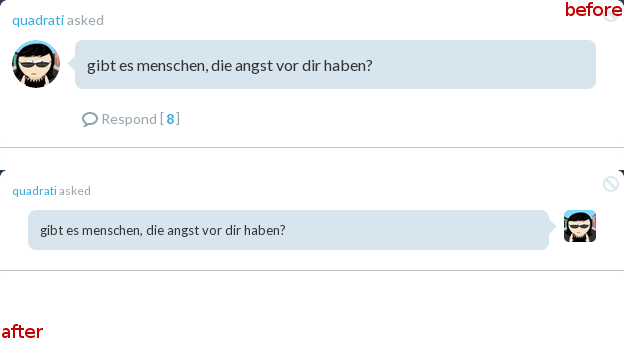 before
quadrati asked
gibt es menschen, die angst vor dir haben?
Respond [8]
quadrati asked
gibt es menschen, die angst vor dir haben?
after